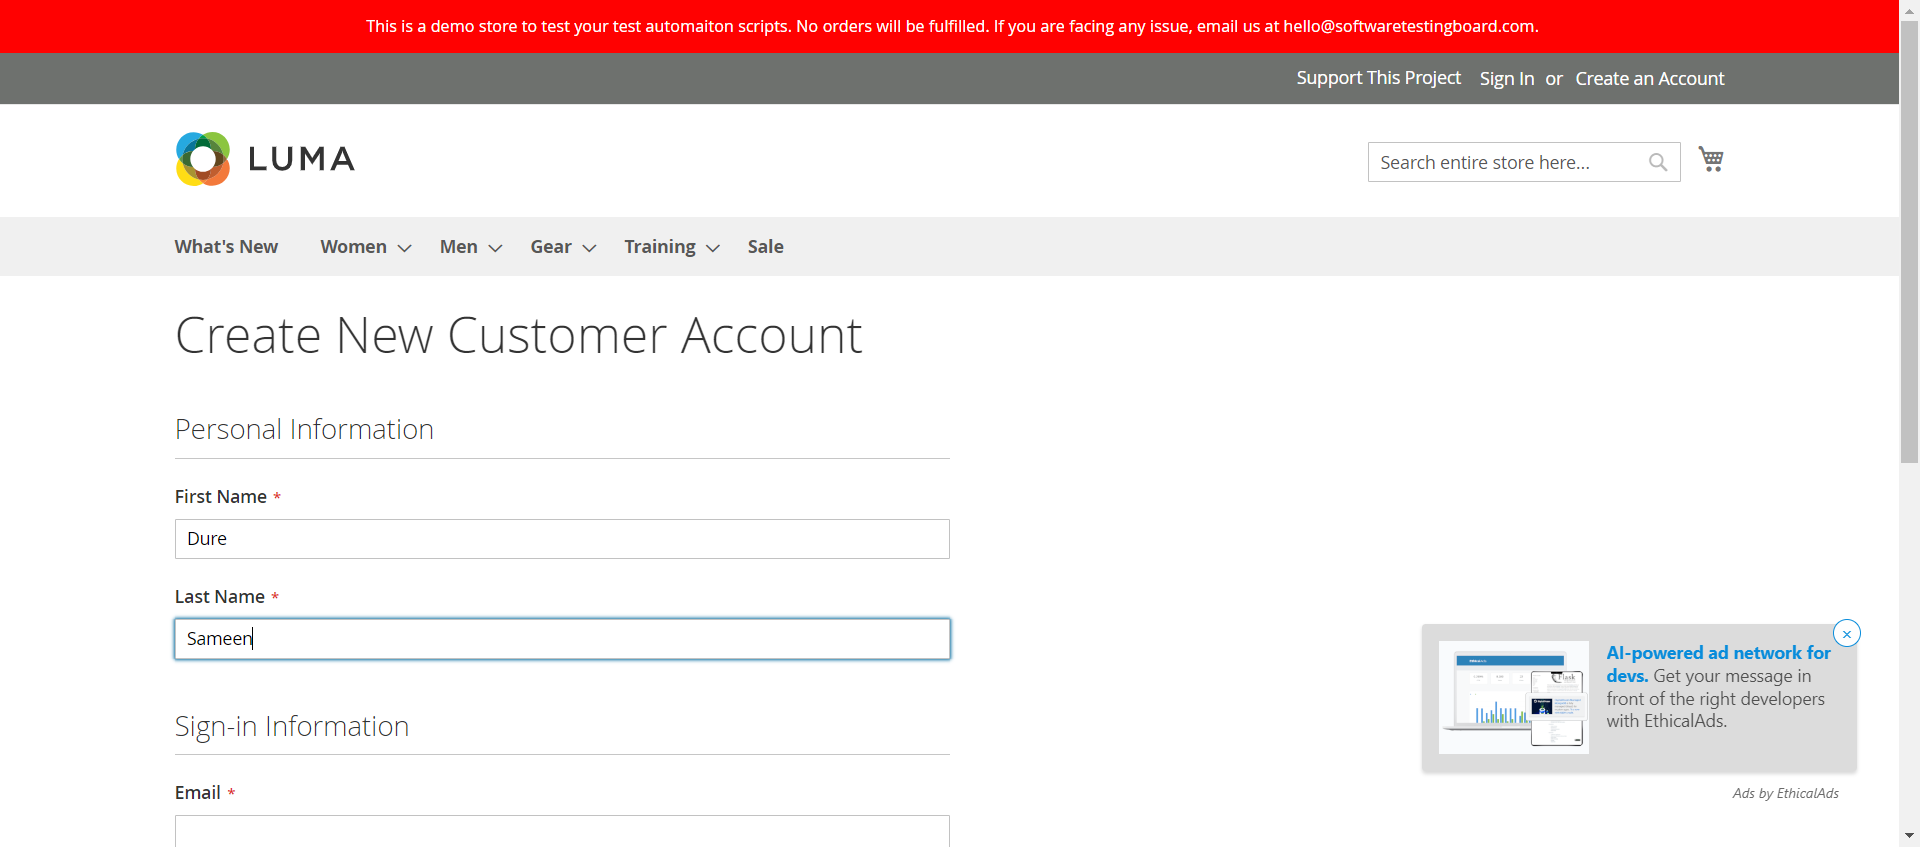 This is a demo store to test your test automaiton scripts. No orders will be fulfilled. If you are facing any issue, email us at hello@softwaretestingboard.com.
Support This Project Sign In or Create an Account
LUMA
Search entire store here...
What's New Women Men Gear Training Sale
Create New Customer Account
Personal Information
First Name *
Dure
Last Name *
Sameen
Sign-in Information
Email *
AI-powered ad network for
devs. Get your message in
front of the right developers
with EthicalAds.
Ads by EthicalAds